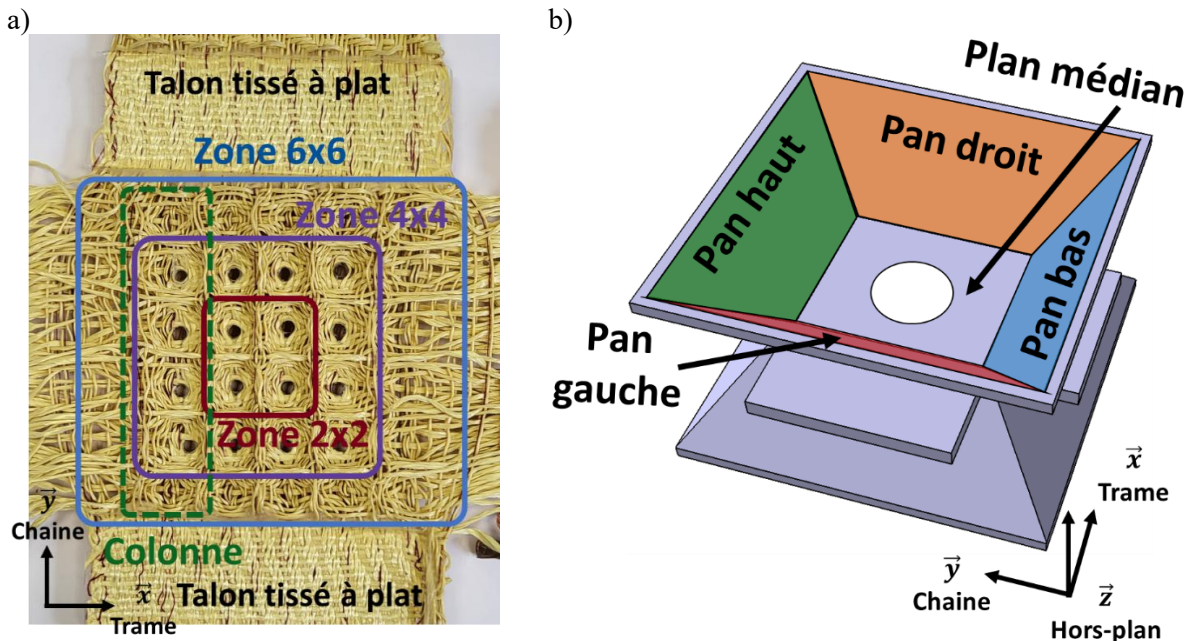 a)
Talon tissé à plat
Zone 6x6
Zone 4x4
Zone 2x2
Colonne
Talon tissé à plat
y
Chaine
x
Trame
b)
Plan médian
Pan droit
Pan haut
Pan bas
Pan
gauche
x
Trame
y
Chaine
z
Hors-plan